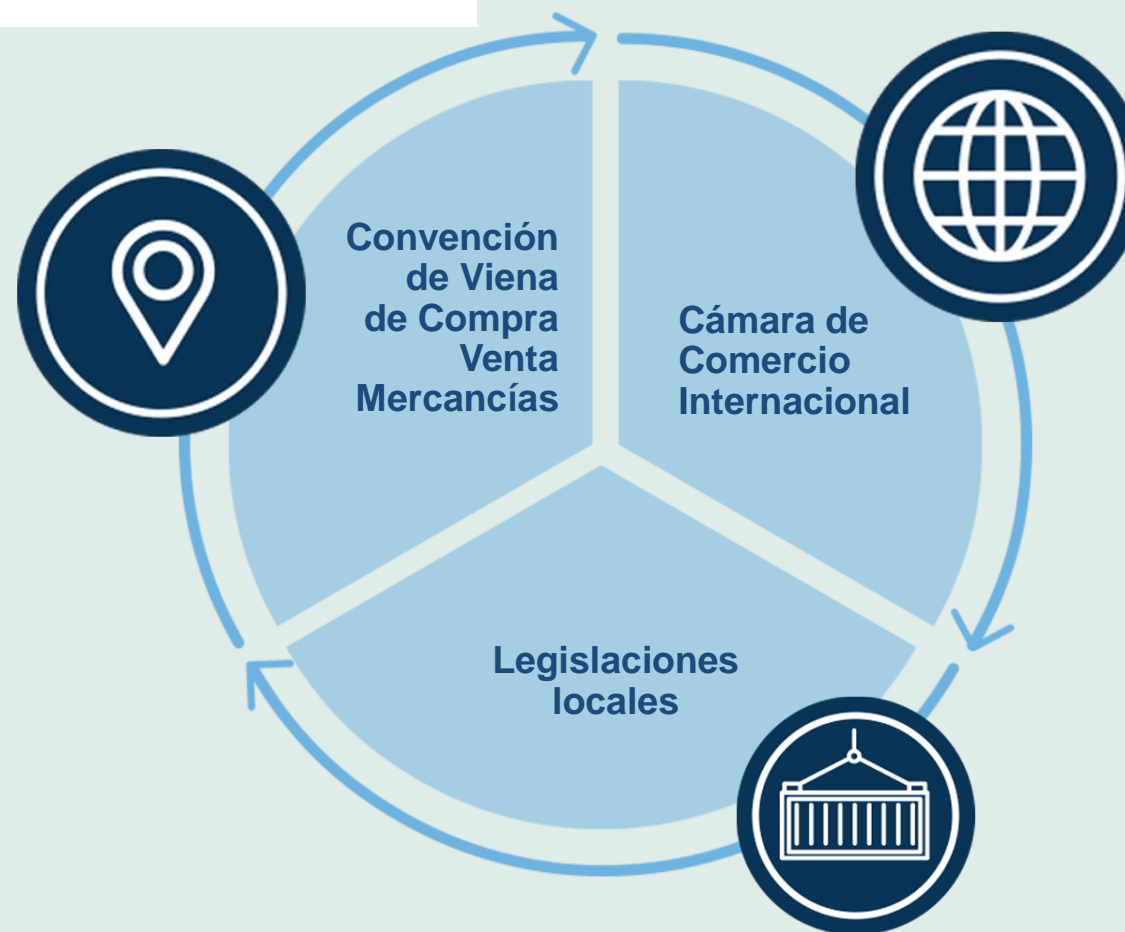 Convención
de Viena
de Compra
Venta
Mercancías
Cámara de
Comercio
Internacional
Legislaciones
locales